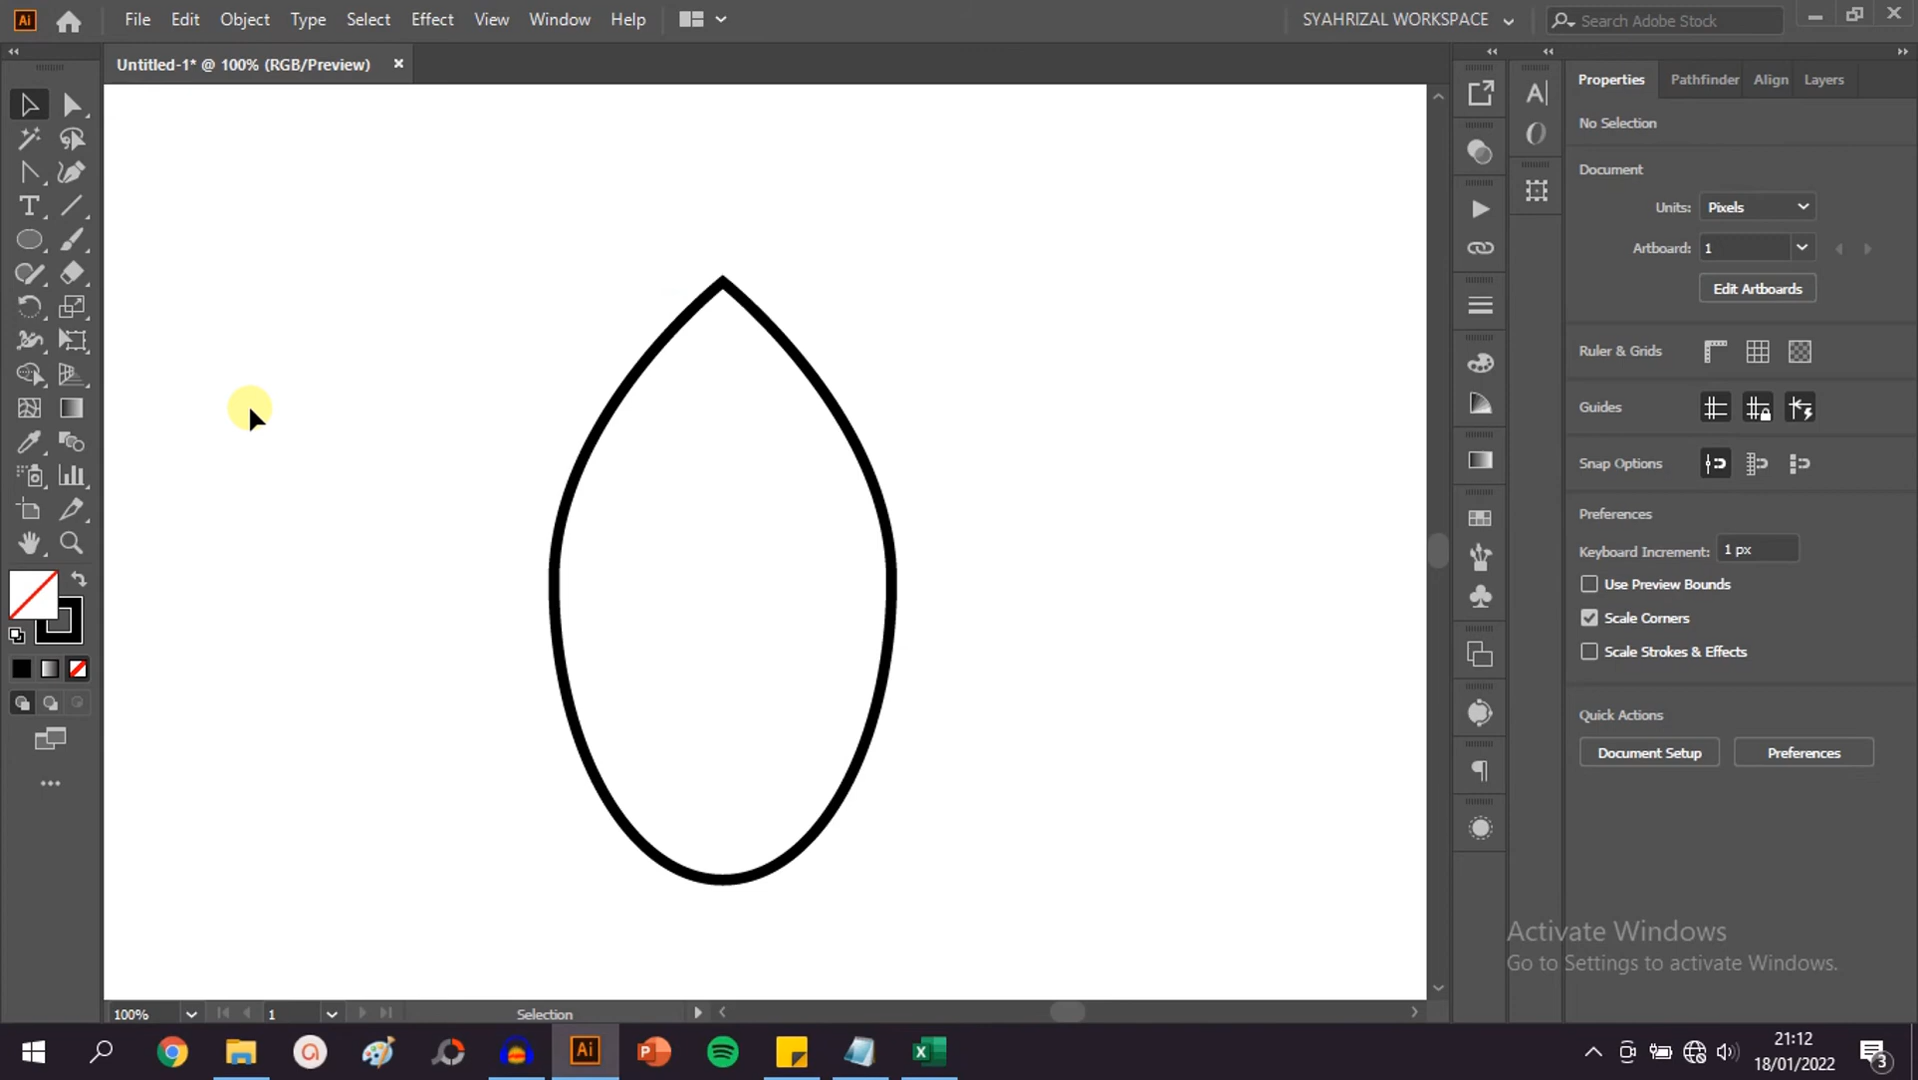 Ai File Edit Object Type Select Effect View Window Help SYAHRIZAL WORKSPACE Search Adobe Stock
Untitled-1* @ 100% (RGB/Preview)
Properties Pathfinder Align Layers
No Selection
Document
Units: Pixels
Artboard: 1
Edit Artboards
Ruler & Grids
Guides
Snap Options
Preferences
Keyboard Increment: 1 px
Use Preview Bounds
Scale Corners
Scale Strokes & Effects
Quick Actions
Document Setup Preferences
Activate Windows
Go to Settings to activate Windows.
100% 1 Selection
Ai
21:12
18/01/2022
3